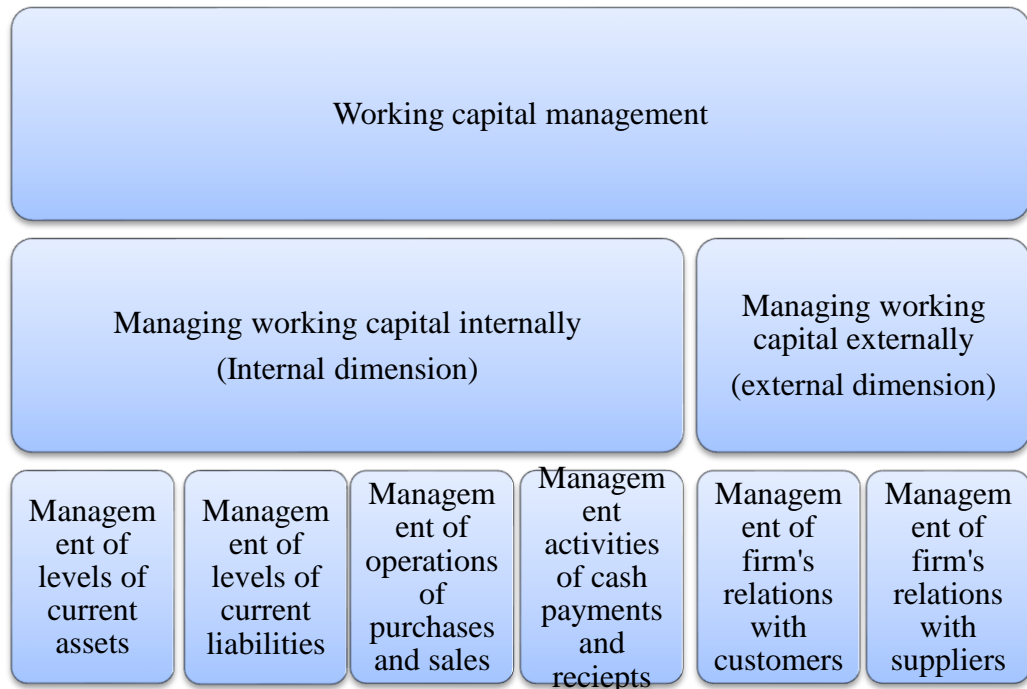 Working capital management
Managing working capital internally
(Internal dimension)
Managing working
capital externally
(external dimension)
Managem
ent of
levels of
current
assets
Managem
ent of
levels of
current
liabilities
Managem
ent of
operations
of
purchases
and sales
Managem
ent
activities
of cash
payments
and
reciepts
Managem
ent of
firm's
relations
with
customers
Managem
ent of
firm's
relations
with
suppliers